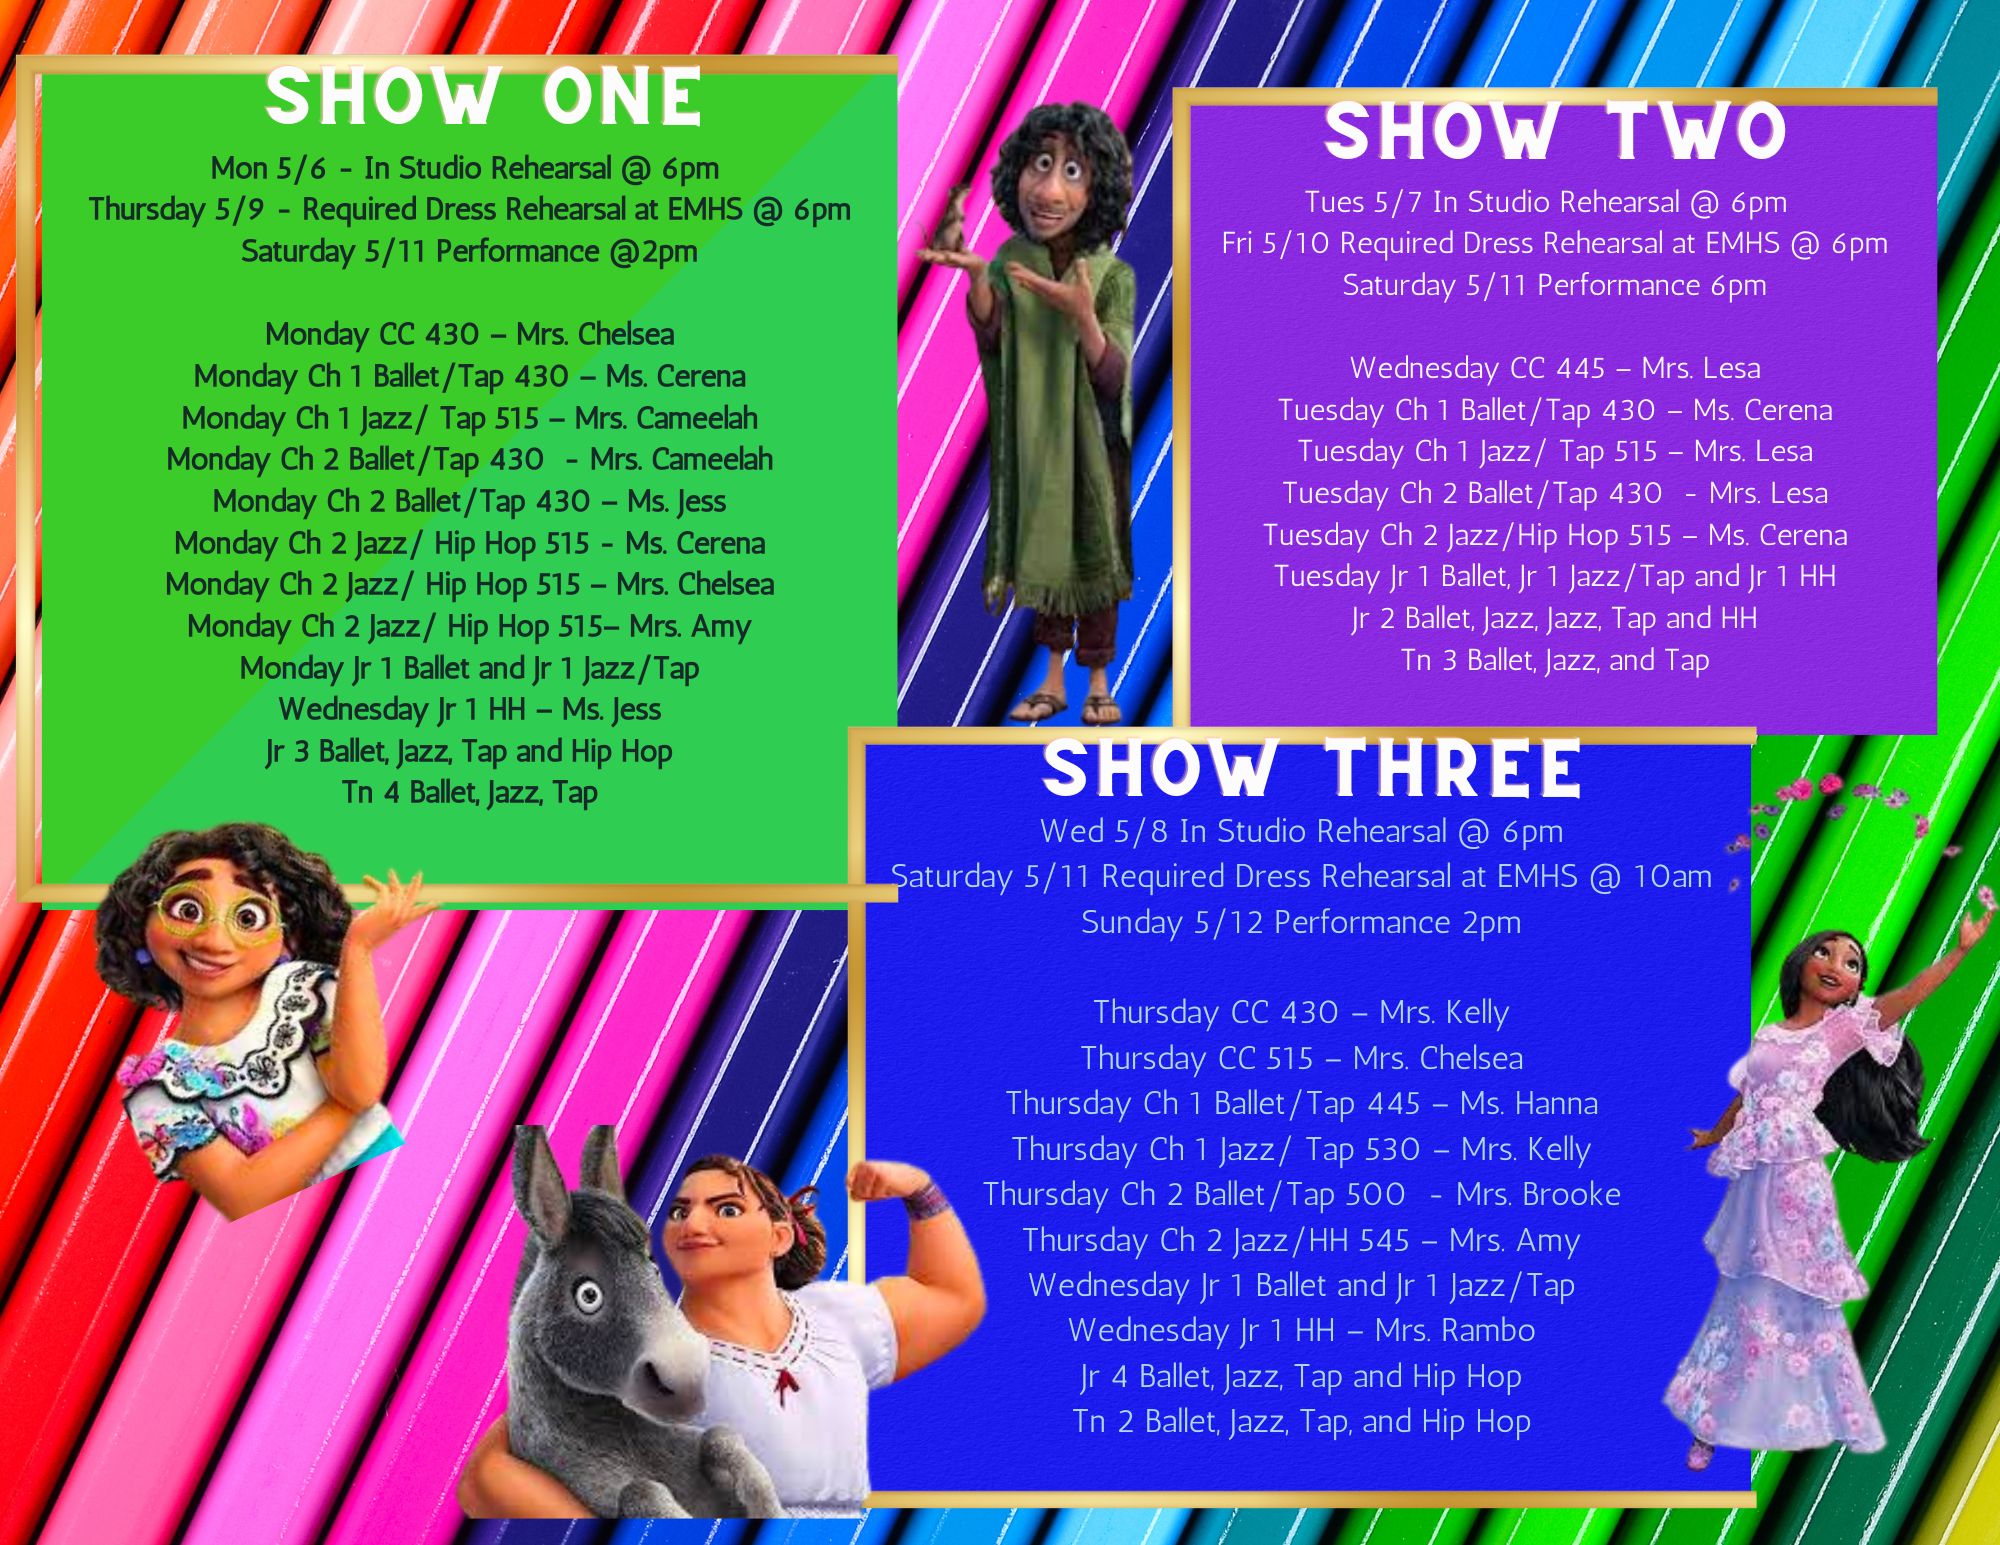 SHOW ONE
Mon 5/6 - In Studio Rehearsal @ 6pm
Thursday 5/9 - Required Dress Rehearsal at EMHS @ 6pm
Saturday 5/11 Performance @2pm
Monday CC 430 – Mrs. Chelsea
Monday Ch 1 Ballet/Tap 430 – Ms. Cerena
Monday Ch 1 Jazz/ Tap 515 – Mrs. Cameelah
Monday Ch 2 Ballet/Tap 430 - Mrs. Cameelah
Monday Ch 2 Ballet/Tap 430 – Ms. Jess
Monday Ch 2 Jazz/ Hip Hop 515 - Ms. Cerena
Monday Ch 2 Jazz/ Hip Hop 515 – Mrs. Chelsea
Monday Ch 2 Jazz/ Hip Hop 515– Mrs. Amy
Monday Jr 1 Ballet and Jr 1 Jazz/Tap
Wednesday Jr 1 HH – Ms. Jess
Jr 3 Ballet, Jazz, Tap and Hip Hop
Tn 4 Ballet, Jazz, Tap
SHOW TWO
Tues 5/7 In Studio Rehearsal @ 6pm
Fri 5/10 Required Dress Rehearsal at EMHS @ 6pm
Saturday 5/11 Performance 6pm
Wednesday CC 445 – Mrs. Lesa
Tuesday Ch 1 Ballet/Tap 430 – Ms. Cerena
Tuesday Ch 1 Jazz/ Tap 515 – Mrs. Lesa
Tuesday Ch 2 Ballet/Tap 430 - Mrs. Lesa
Tuesday Ch 2 Jazz/Hip Hop 515 – Ms. Cerena
Tuesday Jr 1 Ballet, Jr 1 Jazz/Tap and Jr 1 HH
Jr 2 Ballet, Jazz, Jazz, Tap and HH
Tn 3 Ballet, Jazz, and Tap
SHOW THREE
Wed 5/8 In Studio Rehearsal @ 6pm
Saturday 5/11 Required Dress Rehearsal at EMHS @ 10am
Sunday 5/12 Performance 2pm
Thursday CC 430 – Mrs. Kelly
Thursday CC 515 – Mrs. Chelsea
Thursday Ch 1 Ballet/Tap 445 – Ms. Hanna
Thursday Ch 1 Jazz/ Tap 530 – Mrs. Kelly
Thursday Ch 2 Ballet/Tap 500 - Mrs. Brooke
Thursday Ch 2 Jazz/HH 545 – Mrs. Amy
Wednesday Jr 1 Ballet and Jr 1 Jazz/Tap
Wednesday Jr 1 HH – Mrs. Rambo
Jr 4 Ballet, Jazz, Tap and Hip Hop
Tn 2 Ballet, Jazz, Tap, and Hip Hop